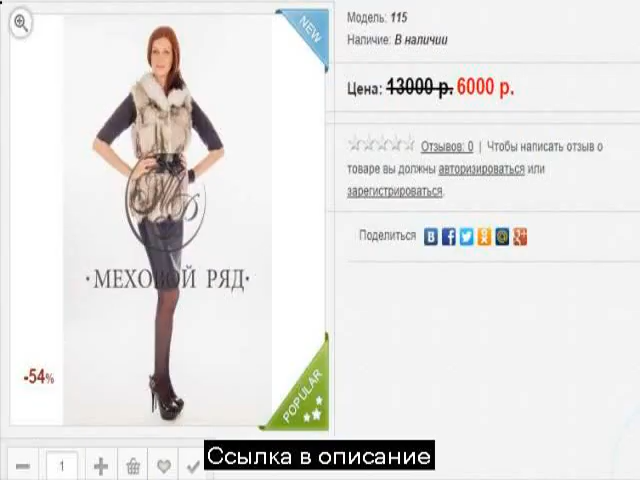 NEW
Модель: 115
Наличие: В наличии
Цена: 13000 р. 6000 р.
Отзывов: 0 | Чтобы написать отзыв о
товаре вы должны авторизироваться или
зарегистрироваться.
Поделиться
·МЕХОВОЙ РЯД·
-54%
POPULAR
1
Ссылка в описание